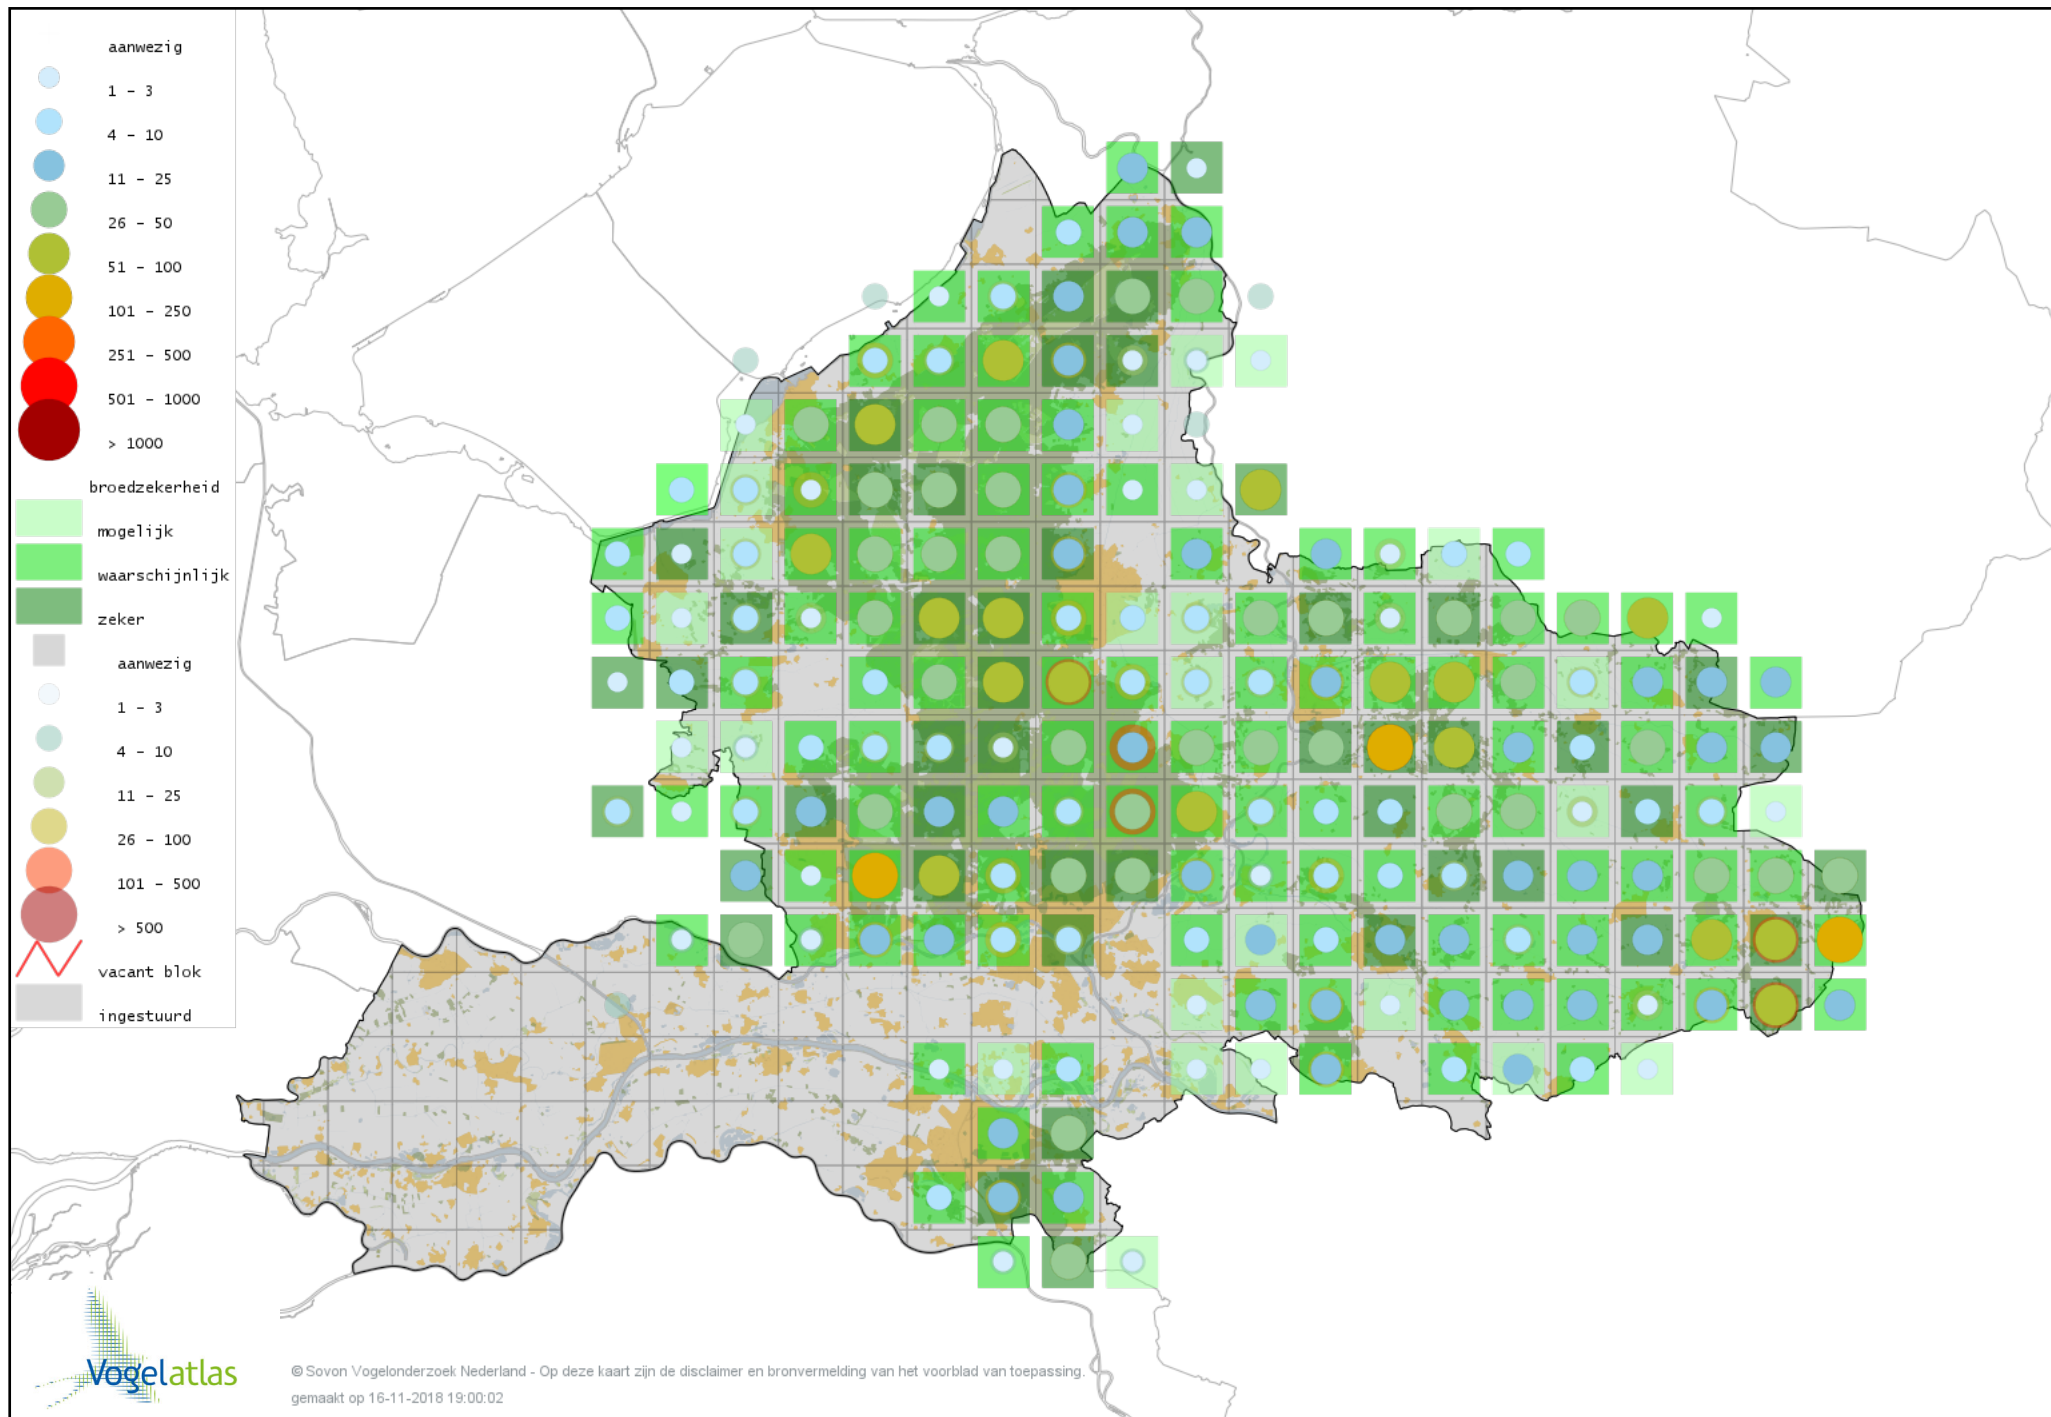 aanwezig
1 - 3
4 - 10
11 - 25
26 - 50
51 - 100
101 - 250
251 - 500
501 - 1000
> 1000
broedzekerheid
mogelijk
waarschijnlijk
zeker
aanwezig
1 - 3
4 - 10
11 - 25
26 - 100
101 - 500
> 500
vacant blok
ingestuurd
Vogelatlas
© Sovon Vogelonderzoek Nederland - Op deze kaart zijn de disclaimer en bronvermelding van het voorblad van toepassing.
gemaakt op 16-11-2018 19:00:02